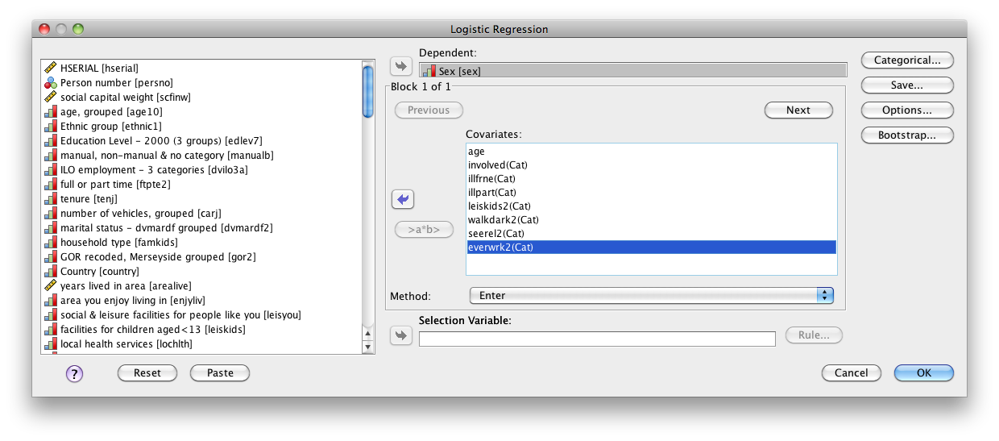 Logistic Regression
HSERIAL [hserial]
Person number [persno]
social capital weight [scfinw]
age, grouped [age10]
Ethnic group [ethnic1]
Education Level – 2000 (3 groups) [edlev7]
manual, non-manual & no category [manualb]
ILO employment – 3 categories [dvilo3a]
full or part time [ftpte2]
tenure [tenj]
number of vehicles, grouped [carj]
marital status – dvmardf grouped [dvmardf2]
household type [famkids]
GOR recoded, Merseyside grouped [gor2]
Country [country]
years lived in area [arealive]
area you enjoy living in [enjyliv]
social & leisure facilities for people like you [leisyou]
facilities for children aged<13 [leiskids]
local health services [lochlth]
Dependent:
Sex [sex]
Block 1 of 1
Previous
Next
Covariates:
age
involved(Cat)
illfrne(Cat)
illpart(Cat)
leiskids2(Cat)
walkdark2(Cat)
seerel2(Cat)
everwrk2(Cat)
>a*b>
Method:
Enter
Selection Variable:
Rule...
Categorical...
Save...
Options...
Bootstrap...
?
Reset
Paste
Cancel
OK